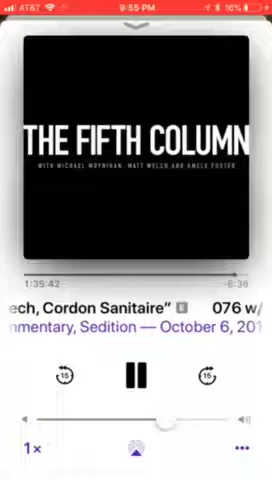 AT&T 9:55 PM 16%
THE FIFTH COLUMN
WITH MICHAEL MOYNIHAN, MATT WELCH AND KMELE FOSTER
1:35:42 -6:36
ech, Cordon Sanitaire” E 076 w/
nmentary, Sedition — October 6, 201
15 15
1×